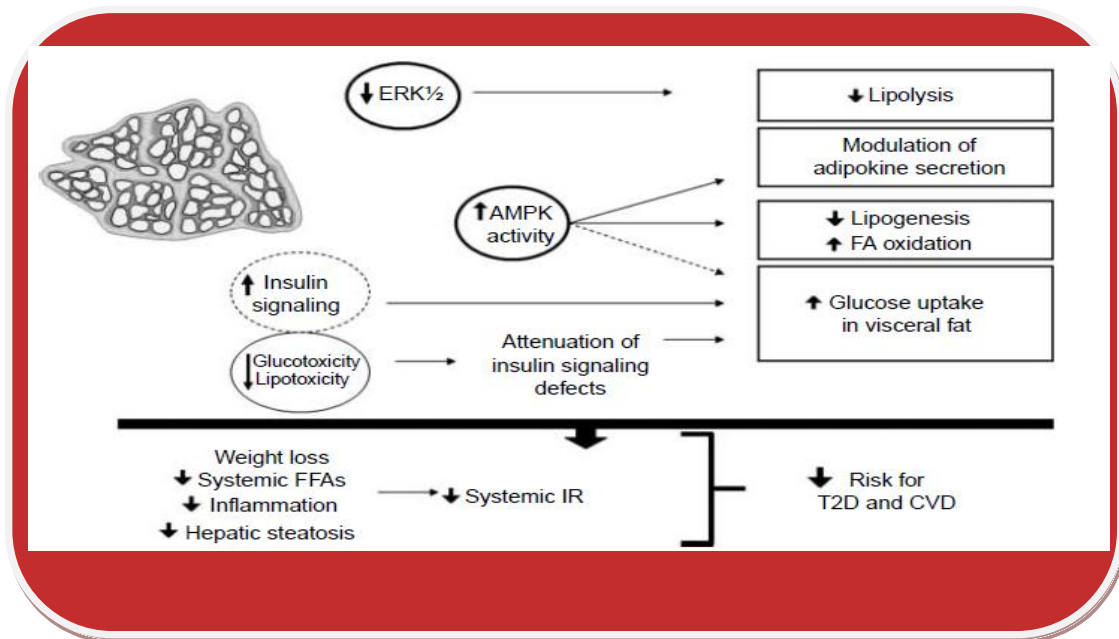 ↓ ERK½
↓ Lipolysis
Modulation of
adipokine secretion
↑ AMPK
activity
↓ Lipogenesis
↑ FA oxidation
↑ Insulin
signaling
↑ Glucose uptake
in visceral fat
↓ Glucotoxicity
Lipotoxicity
Attenuation of
insulin signaling
defects
Weight loss
↓ Systemic FFAs
↓ Inflammation
↓ Hepatic steatosis
↓ Systemic IR
↓ Risk for
T2D and CVD